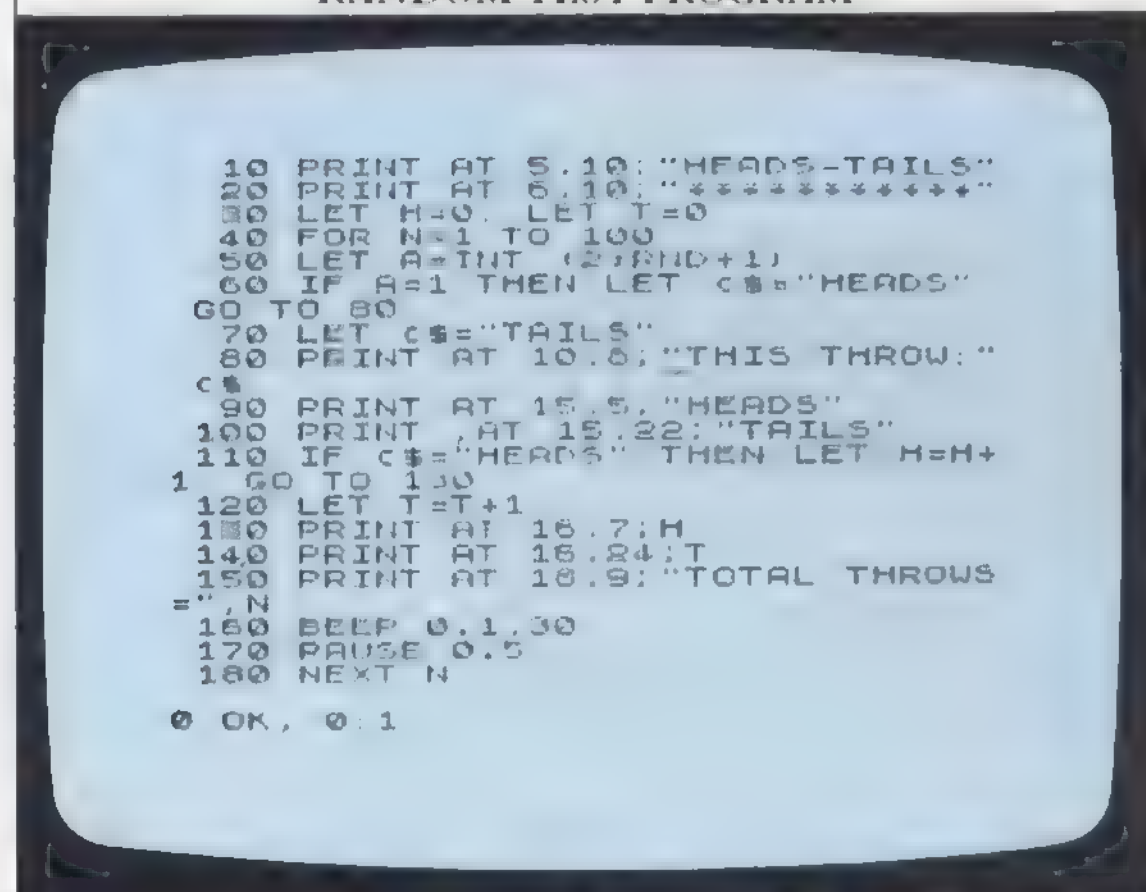 10 PRINT AT 5,10;"HEADS-TAILS"
20 PRINT AT 6,10;"***********"
30 LET H=0: LET T=0
40 FOR N=1 TO 100
50 LET A=INT (2*RND+1)
60 IF A=1 THEN LET c$="HEADS":
GO TO 80
70 LET c$="TAILS"
80 PRINT AT 10,8;"THIS THROW:"
c$
90 PRINT AT 15,5;"HEADS"
100 PRINT ;AT 15,22;"TAILS"
110 IF c$="HEADS" THEN LET H=H+
1: GO TO 130
120 LET T=T+1
130 PRINT AT 16,7;H
140 PRINT AT 16,24;T
150 PRINT AT 18,9;"TOTAL THROWS
=";N
160 BEEP 0.1,30
170 PAUSE 0.5
180 NEXT N
0 OK, 0:1